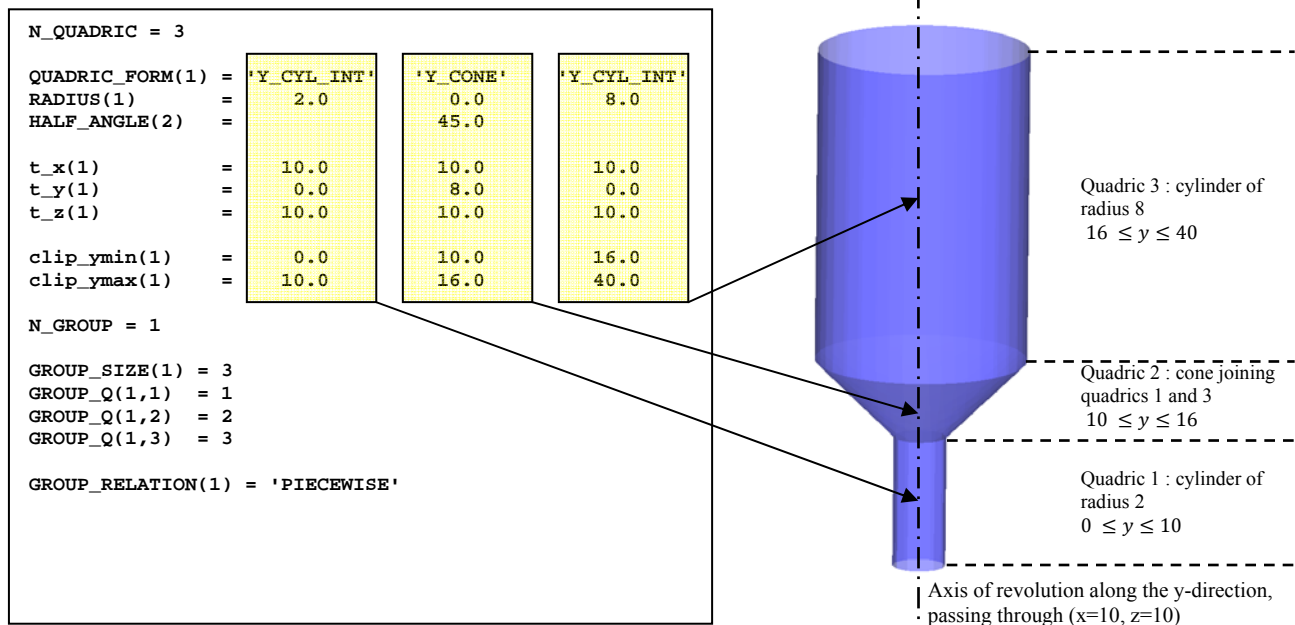 N_QUADRIC = 3
QUADRIC_FORM(1) = 'Y_CYL_INT' 'Y_CONE' 'Y_CYL_INT'
RADIUS(1) = 2.0 0.0 8.0
HALF_ANGLE(2) = 45.0
t_x(1) = 10.0 10.0 10.0
t_y(1) = 0.0 8.0 0.0
t_z(1) = 10.0 10.0 10.0
clip_ymin(1) = 0.0 10.0 16.0
clip_ymax(1) = 10.0 16.0 40.0
N_GROUP = 1
GROUP_SIZE(1) = 3
GROUP_Q(1,1) = 1
GROUP_Q(1,2) = 2
GROUP_Q(1,3) = 3
GROUP_RELATION(1) = 'PIECEWISE'
Quadric 3 : cylinder of
radius 8
16 ≤ y ≤ 40
Quadric 2 : cone joining
quadrics 1 and 3
10 ≤ y ≤ 16
Quadric 1 : cylinder of
radius 2
0 ≤ y ≤ 10
Axis of revolution along the y-direction,
passing through (x=10, z=10)